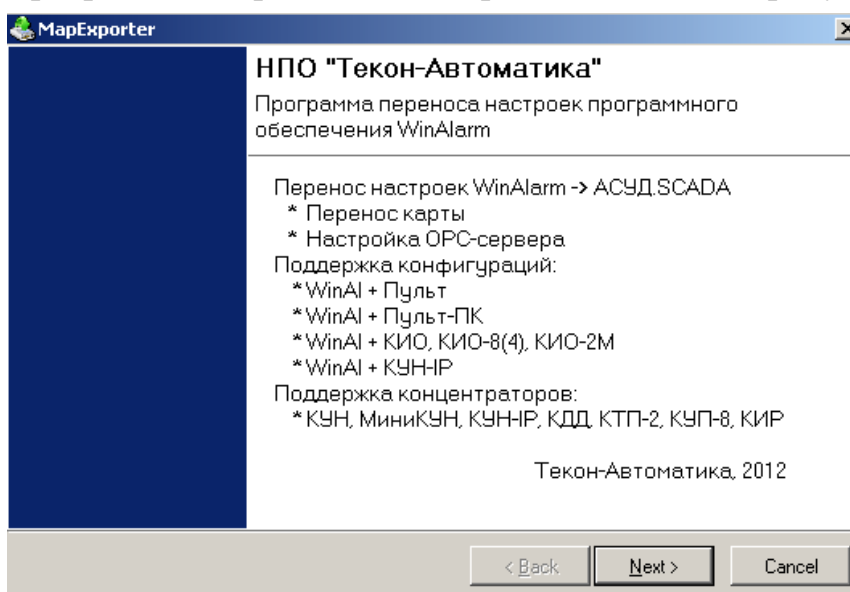 MapExporter
НПО "Текон-Автоматика"
Программа переноса настроек программного
обеспечения WinAlarm
Перенос настроек WinAlarm -> АСУД.SCADA
* Перенос карты
* Настройка OPC-сервера
Поддержка конфигураций:
*WinAl + Пульт
*WinAl + Пульт-ПК
*WinAl + КИО, КИО-8(4), КИО-2М
*WinAl + КУН-IP
Поддержка концентраторов:
*КУН, МиниКУН, КУН-IP, КДД, КТП-2, КУП-8, КИР
Текон-Автоматика, 2012
< Back Next > Cancel